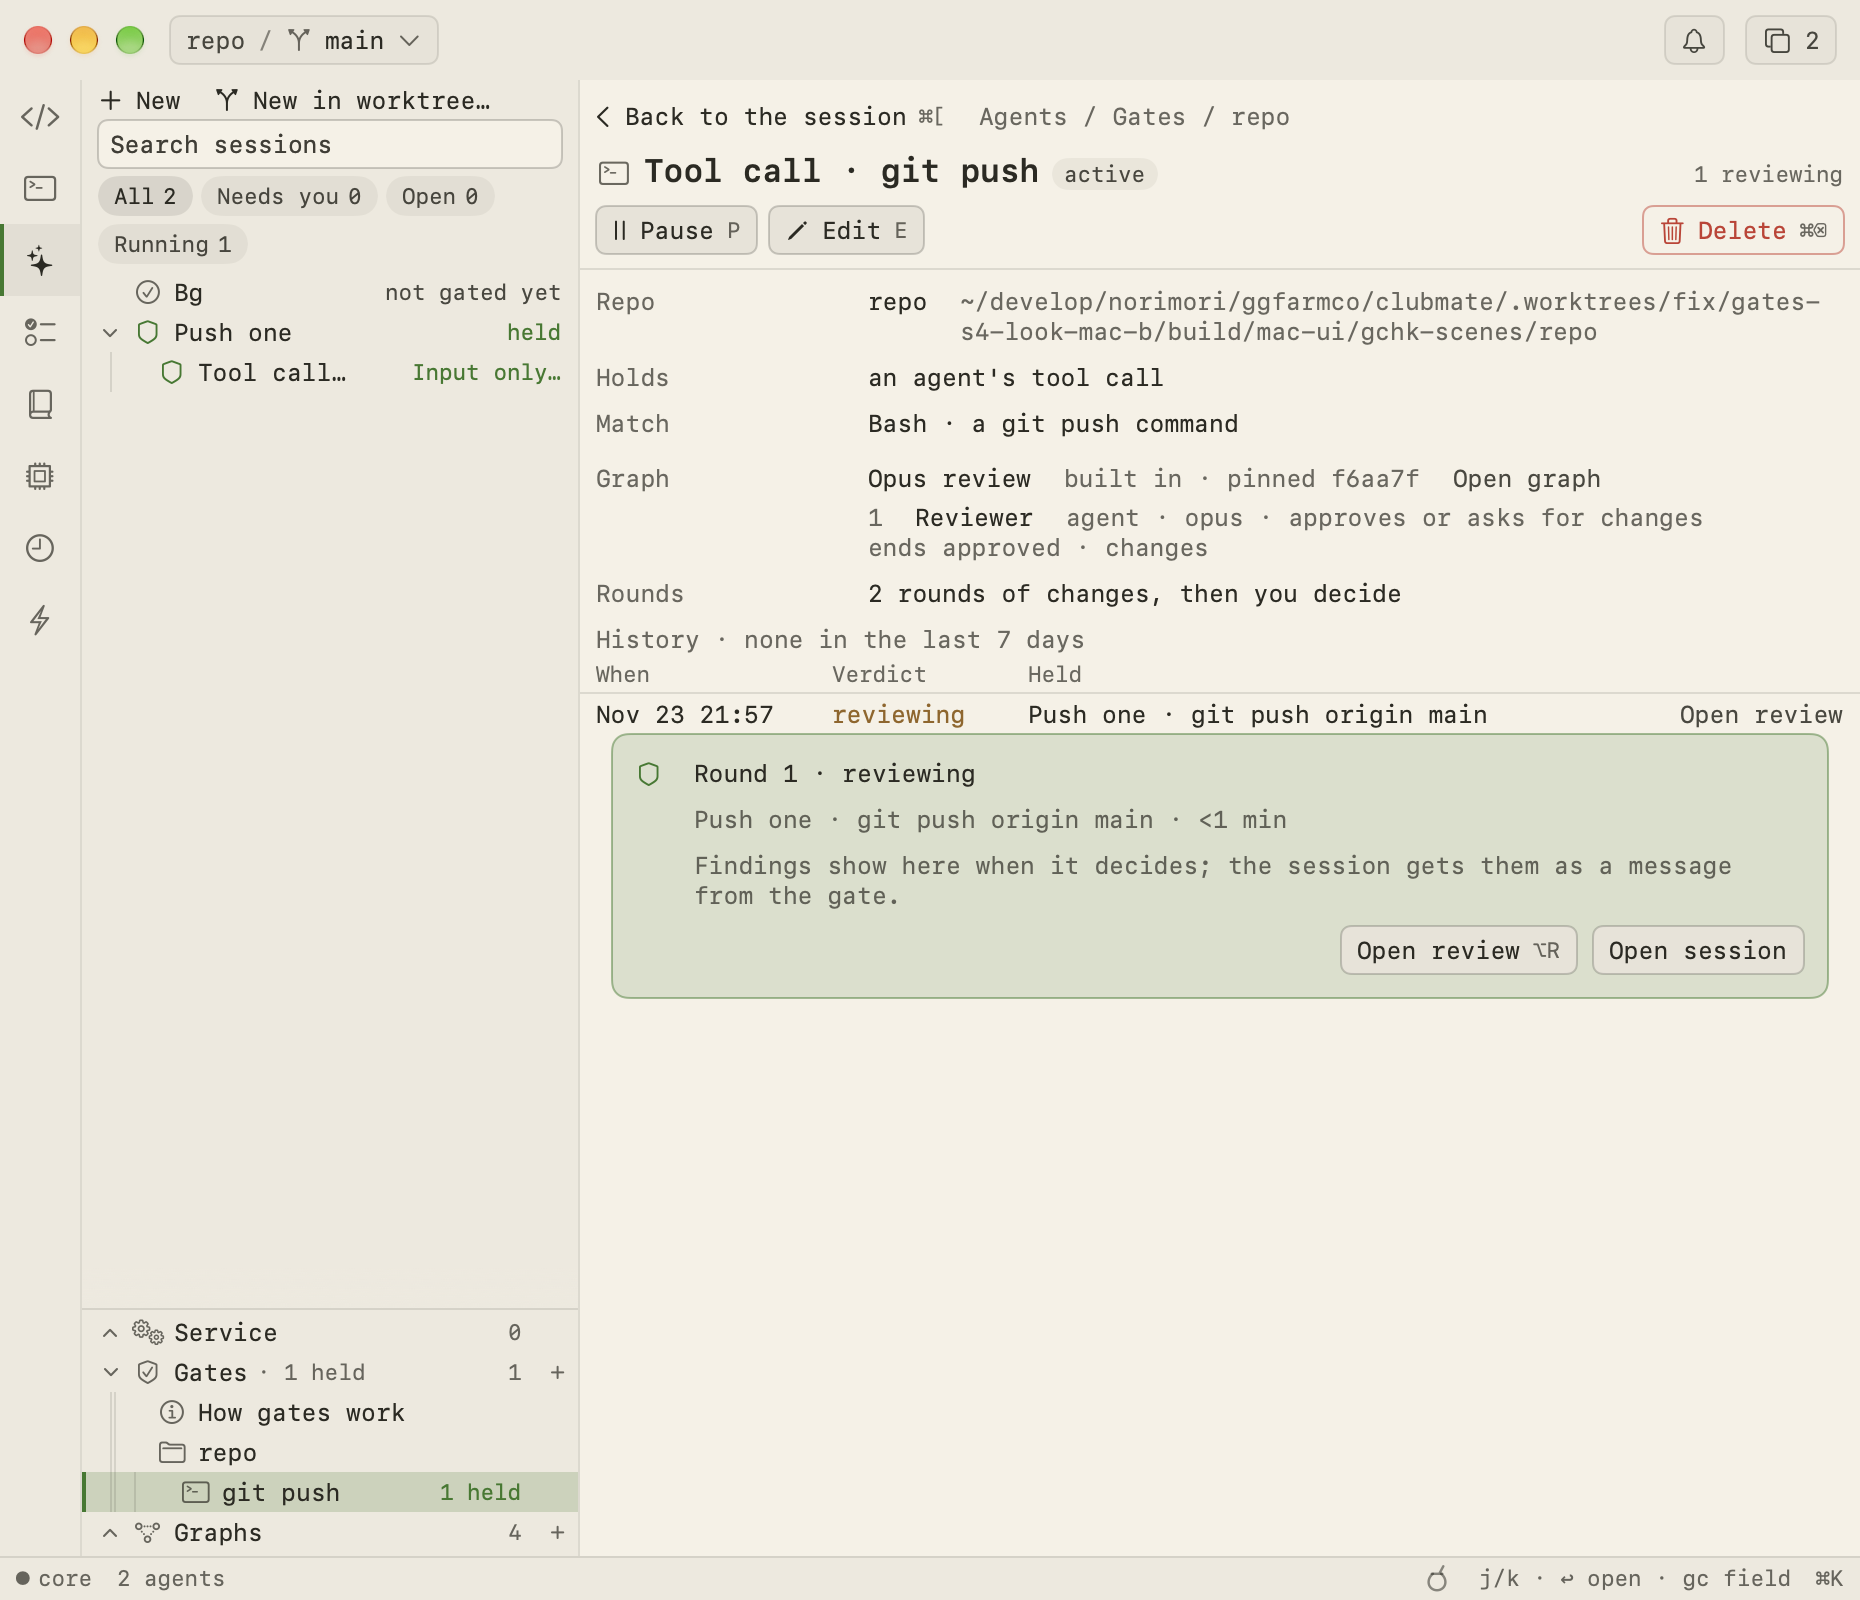 repo / main
2
+ New New in worktree…
Search sessions
All 2 Needs you 0 Open 0
Running 1
Bg not gated yet
Push one held
Tool call… Input only…
Service 0
Gates · 1 held 1 +
How gates work
repo
git push 1 held
Graphs 4 +
Back to the session ⌘[ Agents / Gates / repo
Tool call · git push active 1 reviewing
Pause P Edit E Delete ⌘⌫
Repo repo ~/develop/norimori/ggfarmco/clubmate/.worktrees/fix/gates-
s4-look-mac-b/build/mac-ui/gchk-scenes/repo
Holds an agent's tool call
Match Bash · a git push command
Graph Opus review built in · pinned f6aa7f Open graph
1 Reviewer agent · opus · approves or asks for changes
ends approved · changes
Rounds 2 rounds of changes, then you decide
History · none in the last 7 days
When Verdict Held
Nov 23 21:57 reviewing Push one · git push origin main Open review
Round 1 · reviewing
Push one · git push origin main · <1 min
Findings show here when it decides; the session gets them as a message
from the gate.
Open review ⌥R Open session
core 2 agents j/k · ↩ open · gc field ⌘K